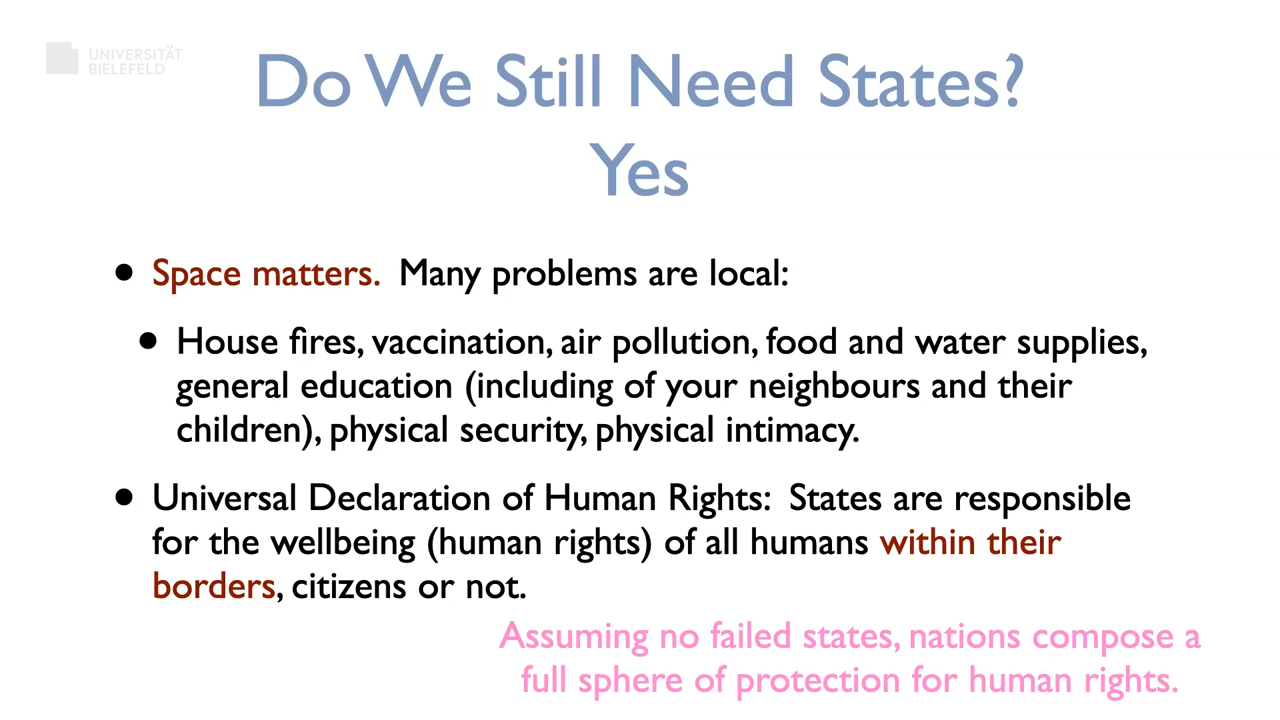 UNIVERSITÄT
BIELEFELD
Do We Still Need States?
Yes
• Space matters. Many problems are local:
• House fires, vaccination, air pollution, food and water supplies,
general education (including of your neighbours and their
children), physical security, physical intimacy.
• Universal Declaration of Human Rights: States are responsible
for the wellbeing (human rights) of all humans within their
borders, citizens or not.
Assuming no failed states, nations compose a
full sphere of protection for human rights.